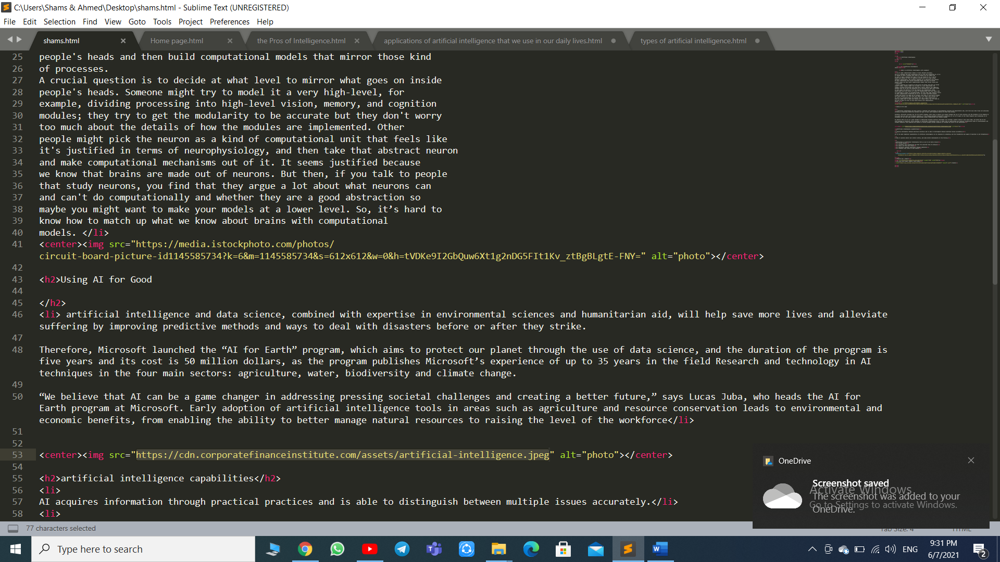 C:\Users\Shams & Ahmed\Desktop\shams.html - Sublime Text (UNREGISTERED)
File Edit Selection Find View Goto Tools Project Preferences Help
shams.html Home page.html the Pros of Intelligence.html applications of artificial intelligence that we use in our daily lives.html types of artificial intelligence.html
25 people's heads and then build computational models that mirror those kind
26 of processes.
27 A crucial question is to decide at what level to mirror what goes on inside
28 people's heads. Someone might try to model it a very high-level, for
29 example, dividing processing into high-level vision, memory, and cognition
30 modules; they try to get the modularity to be accurate but they don't worry
31 too much about the details of how the modules are implemented. Other
32 people might pick the neuron as a kind of computational unit that feels like
33 it's justified in terms of neurophysiology, and then take that abstract neuron
34 and make computational mechanisms out of it. It seems justified because
35 we know that brains are made out of neurons. But then, if you talk to people
36 that study neurons, you find that they argue a lot about what neurons can
37 and can't do computationally and whether they are a good abstraction so
38 maybe you might want to make your models at a lower level. So, it’s hard to
39 know how to match up what we know about brains with computational
40 models. </li>
41 <center><img src="https://media.istockphoto.com/photos/
circuit-board-picture-id1145585734?k=6&m=1145585734&s=612x612&w=0&h=tVDKe9I2GbQuw6Xt1g2nDG5FIt1Kv_ztBgBLgtE-FNY=" alt="photo"></center>
42
43 <h2>Using AI for Good
44
45 </h2>
46 <li> artificial intelligence and data science, combined with expertise in environmental sciences and humanitarian aid, will help save more lives and alleviate
suffering by improving predictive methods and ways to deal with disasters before or after they strike.
47
48 Therefore, Microsoft launched the “AI for Earth” program, which aims to protect our planet through the use of data science, and the duration of the program is
five years and its cost is 50 million dollars, as the program publishes Microsoft’s experience of up to 35 years in the field Research and technology in AI
techniques in the four main sectors: agriculture, water, biodiversity and climate change.
49
50 “We believe that AI can be a game changer in addressing pressing societal challenges and creating a better future,” says Lucas Juba, who heads the AI for
Earth program at Microsoft. Early adoption of artificial intelligence tools in areas such as agriculture and resource conservation leads to environmental and
economic benefits, from enabling the ability to better manage natural resources to raising the level of the workforce</li>
51
52
53 <center><img src="https://cdn.corporatefinanceinstitute.com/assets/artificial-intelligence.jpeg" alt="photo"></center>
54
55 <h2>artificial intelligence capabilities</h2>
56 <li>
57 AI acquires information through practical practices and is able to distinguish between multiple issues accurately.</li>
58 <li>
OneDrive
Screenshot saved
The screenshot was added to your
OneDrive.
Activate Windows
Go to Settings to activate Windows.
77 characters selected
Tab Size: 4 HTML
Type here to search
ENG
9:31 PM
6/7/2021
2